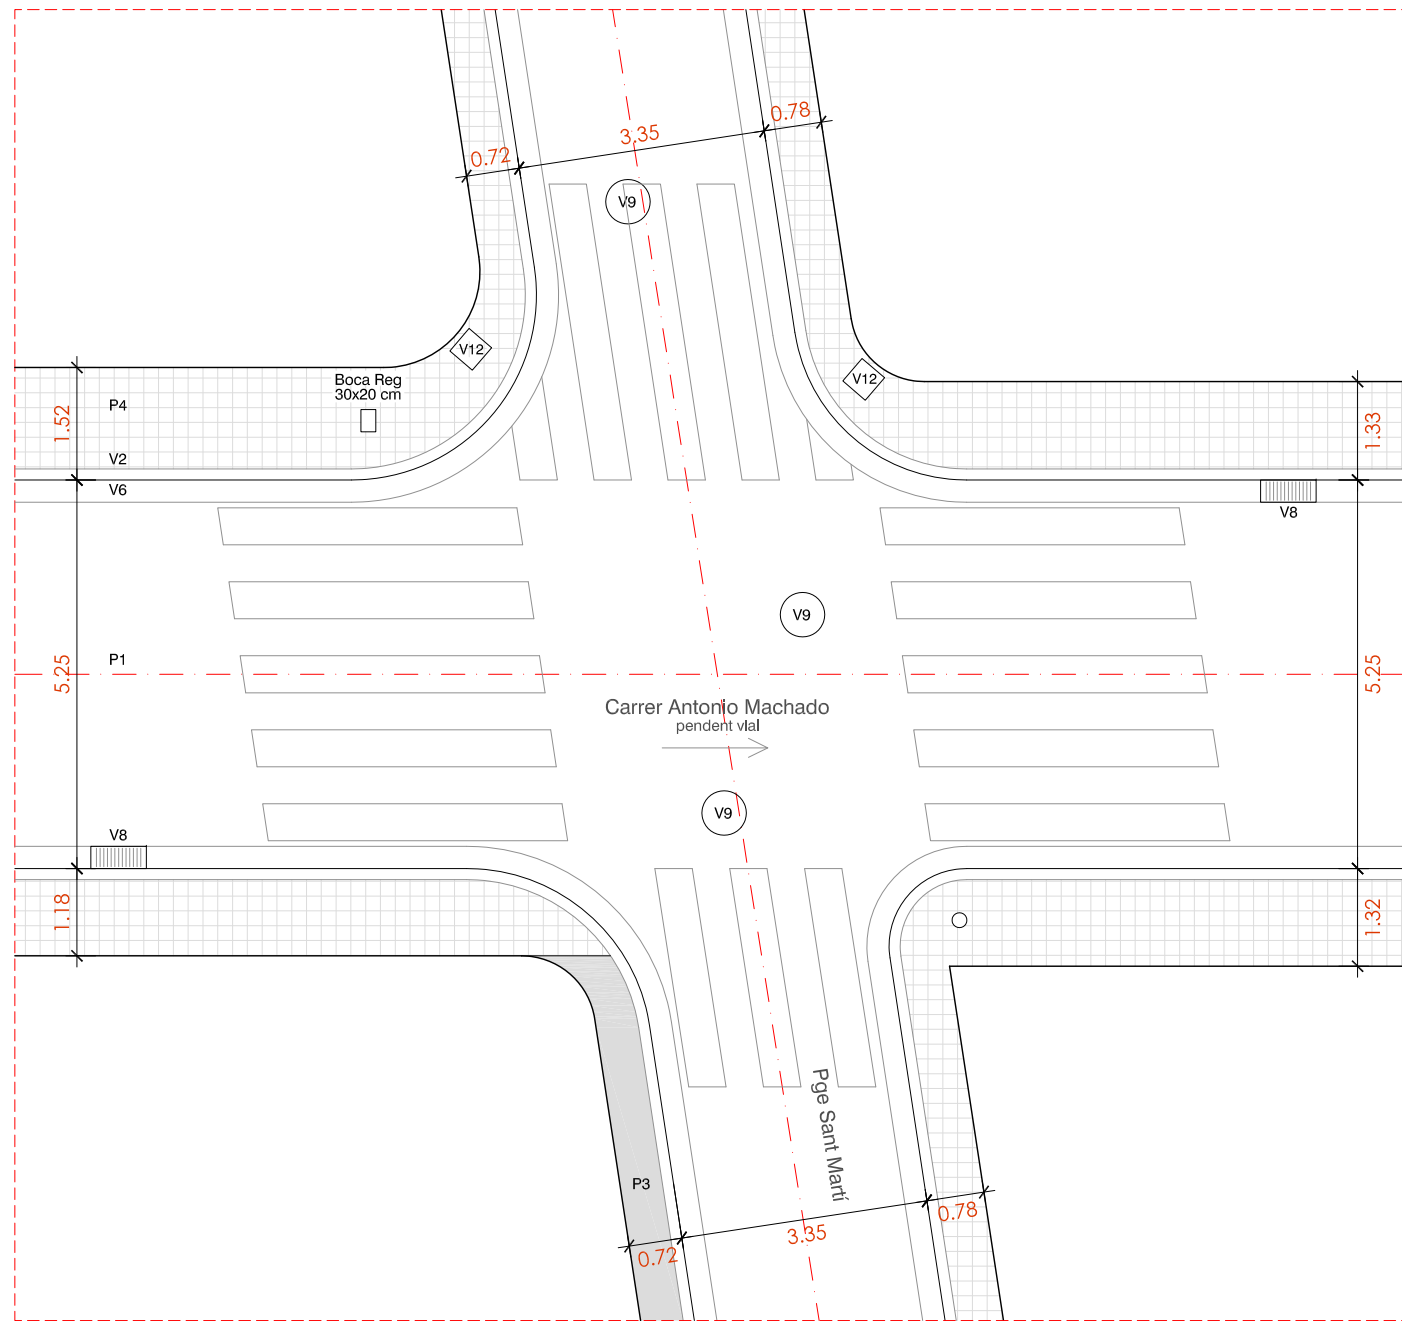 0.78
3.35
0.72
V9
V12
V12
Boca Reg
30x20 cm
P4
1.52
1.33
V2
V6
V8
V9
P1
5.25
5.25
Carrer Antonio Machado
pendent vial
V9
V8
1.18
1.32
Pge Sant Martí
P3
0.78
3.35
0.72